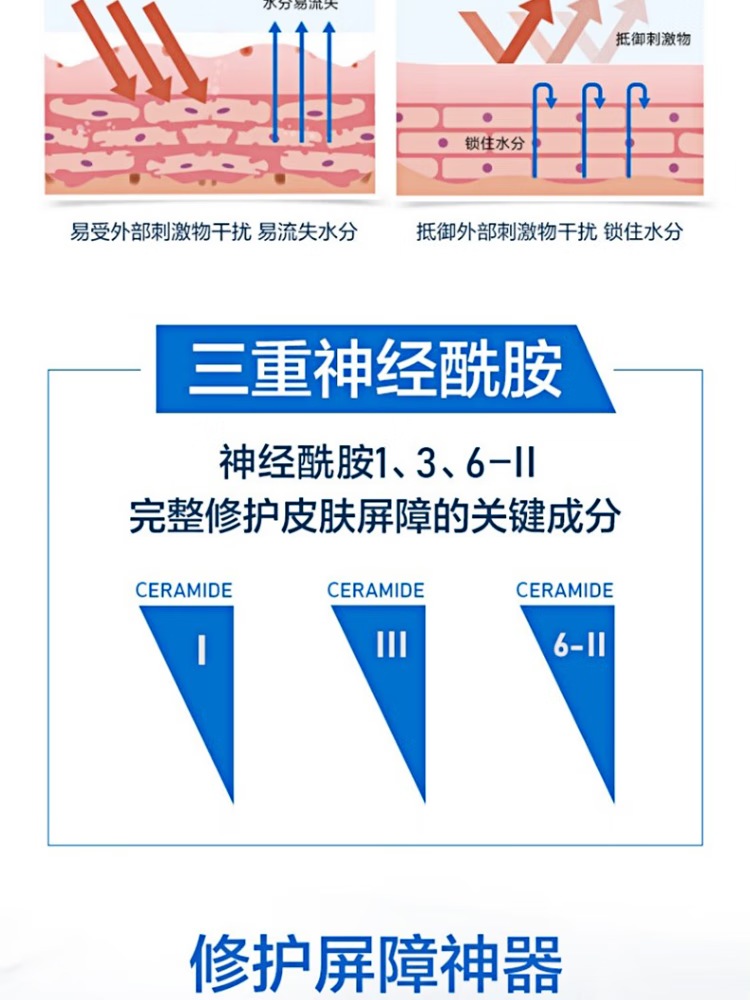 水分易流失
抵御刺激物
锁住水分
易受外部刺激物干扰 易流失水分
抵御外部刺激物干扰 锁住水分
三重神经酰胺
神经酰胺1、3、6-II
完整修护皮肤屏障的关键成分
CERAMIDE CERAMIDE CERAMIDE
I III 6-II
修护屏障神器